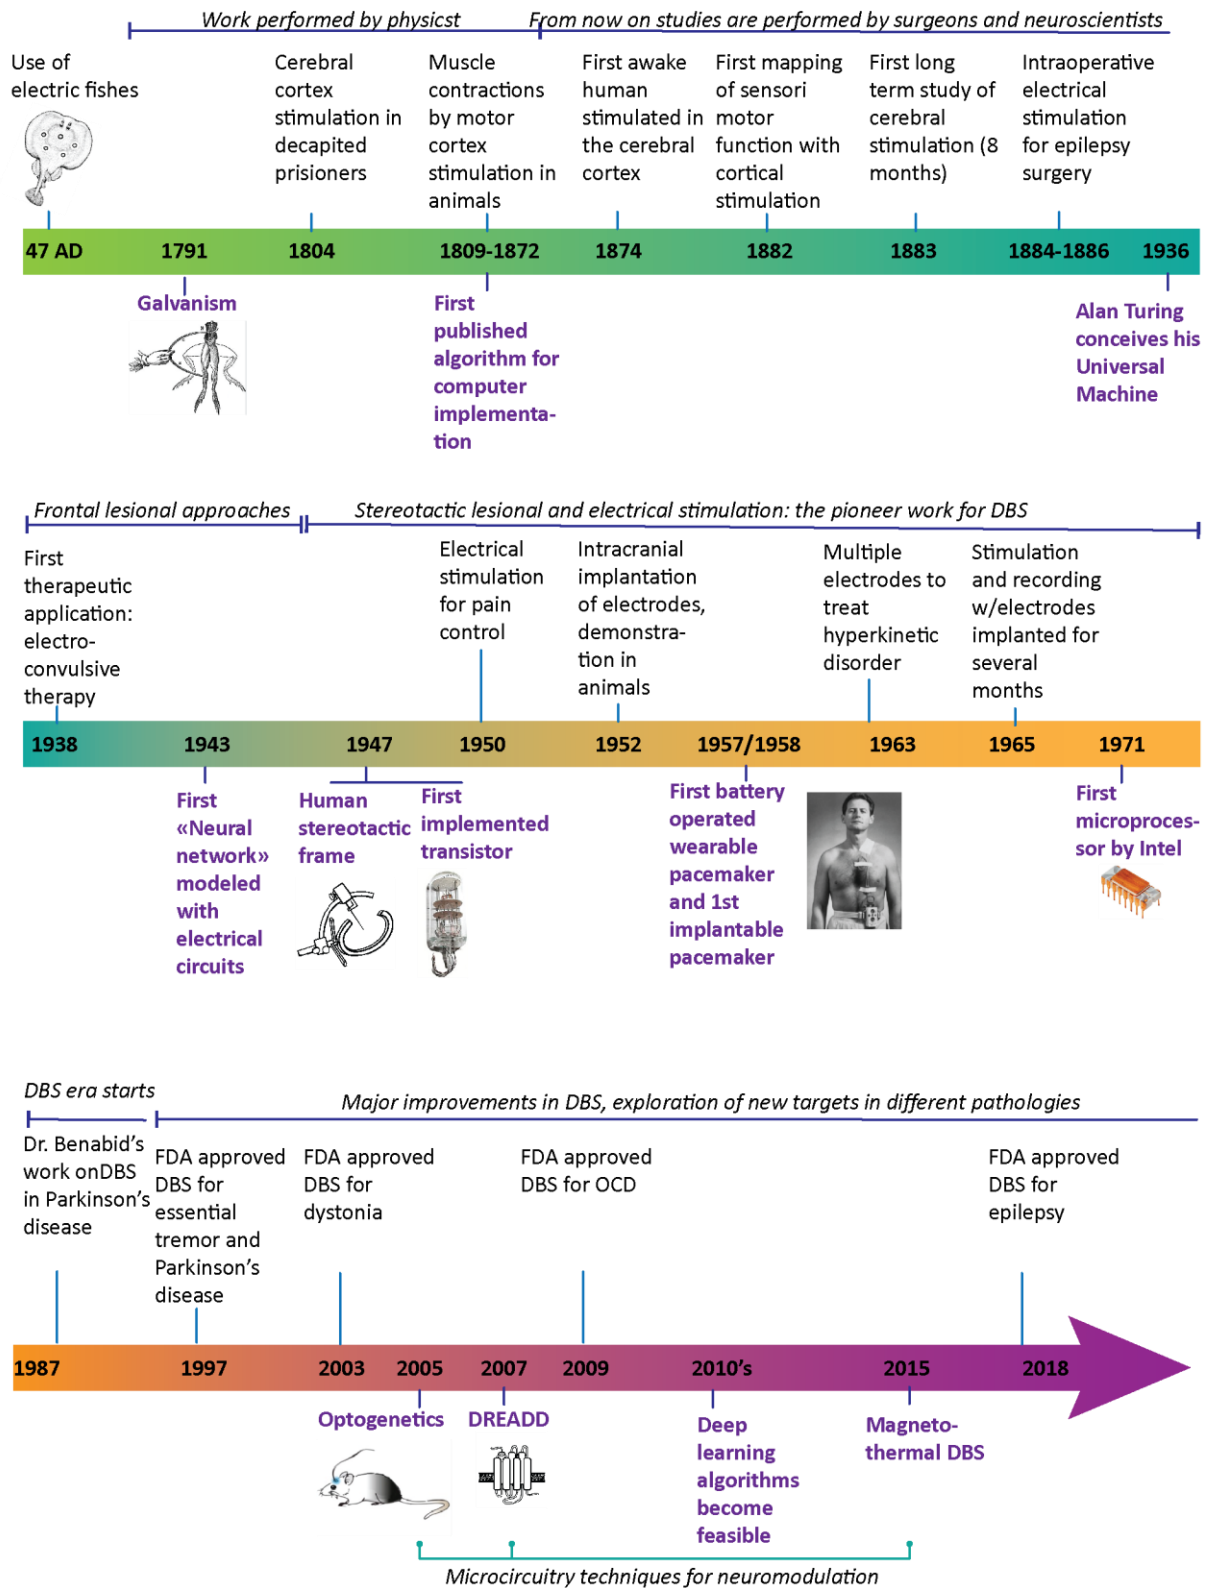 Work performed by physicst
From now on studies are performed by surgeons and neuroscientists
Use of
electric fishes
Cerebral
cortex
stimulation in
decapited
prisioners
Muscle
contractions
by motor
cortex
stimulation in
animals
First awake
human
stimulated in
the cerebral
cortex
First mapping
of sensori
motor
function with
cortical
stimulation
First long
term study of
cerebral
stimulation (8
months)
Intraoperative
electrical
stimulation
for epilepsy
surgery
47 AD
1791
1804
1809-1872
1874
1882
1883
1884-1886
1936
Galvanism
First
published
algorithm for
computer
implementa-
tion
Alan Turing
conceives his
Universal
Machine
Frontal lesional approaches
Stereotactic lesional and electrical stimulation: the pioneer work for DBS
First
therapeutic
application:
electro-
convulsive
therapy
Electrical
stimulation
for pain
control
Intracranial
implantation
of electrodes,
demonstra-
tion in
animals
Multiple
electrodes to
treat
hyperkinetic
disorder
Stimulation
and recording
w/electrodes
implanted for
several
months
1938
1943
1947
1950
1952
1957/1958
1963
1965
1971
First
«Neural
network»
modeled
with
electrical
circuits
Human
stereotactic
frame
First
implemented
transistor
First battery
operated
wearable
pacemaker
and 1st
implantable
pacemaker
First
microproces-
sor by Intel
DBS era starts
Major improvements in DBS, exploration of new targets in different pathologies
Dr. Benabid's
work onDBS
in Parkinson's
disease
FDA approved
DBS for
essential
tremor and
Parkinson's
disease
FDA approved
DBS for
dystonia
FDA approved
DBS for OCD
FDA approved
DBS for
epilepsy
1987
1997
2003
2005
2007
2009
2010's
2015
2018
Optogenetics
DREADD
Deep
learning
algorithms
become
feasible
Magneto-
thermal DBS
Microcircuitry techniques for neuromodulation